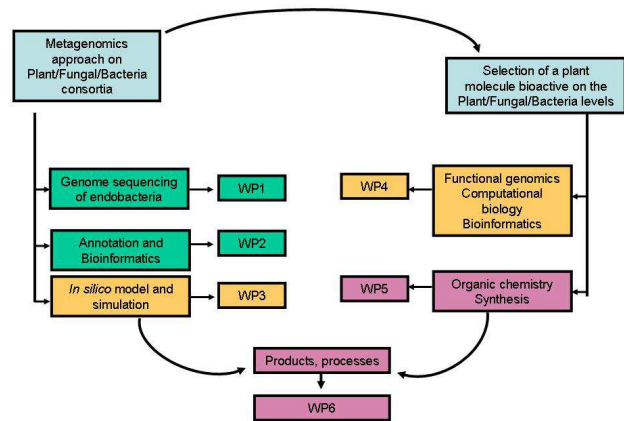 Metagenomics
approach on
Plant/Fungal/Bacteria
consortia
Selection of a plant
molecule bioactive on the
Plant/Fungal/Bacteria levels
Genome sequencing
of endobacteria
WP1
WP4
Functional genomics
Computational
biology
Bioinformatics
Annotation and
Bioinformatics
WP2
In silico model and
simulation
WP3
WP5
Organic chemistry
Synthesis
Products, processes
WP6